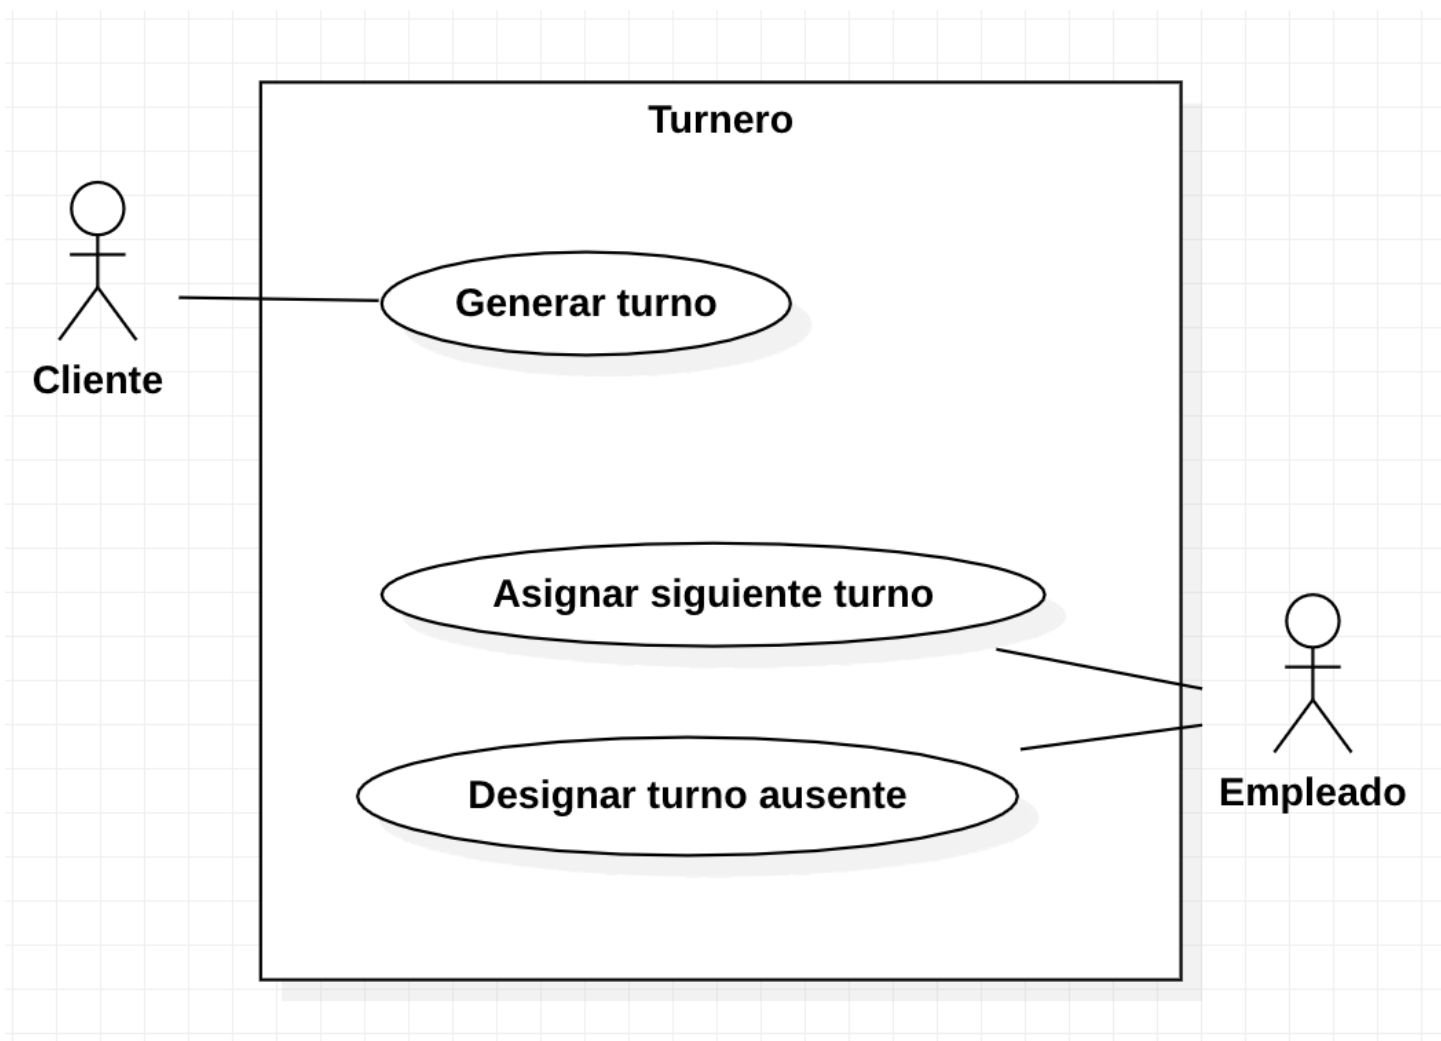 Turnero
Generar turno
Cliente
Asignar siguiente turno
Designar turno ausente
Empleado